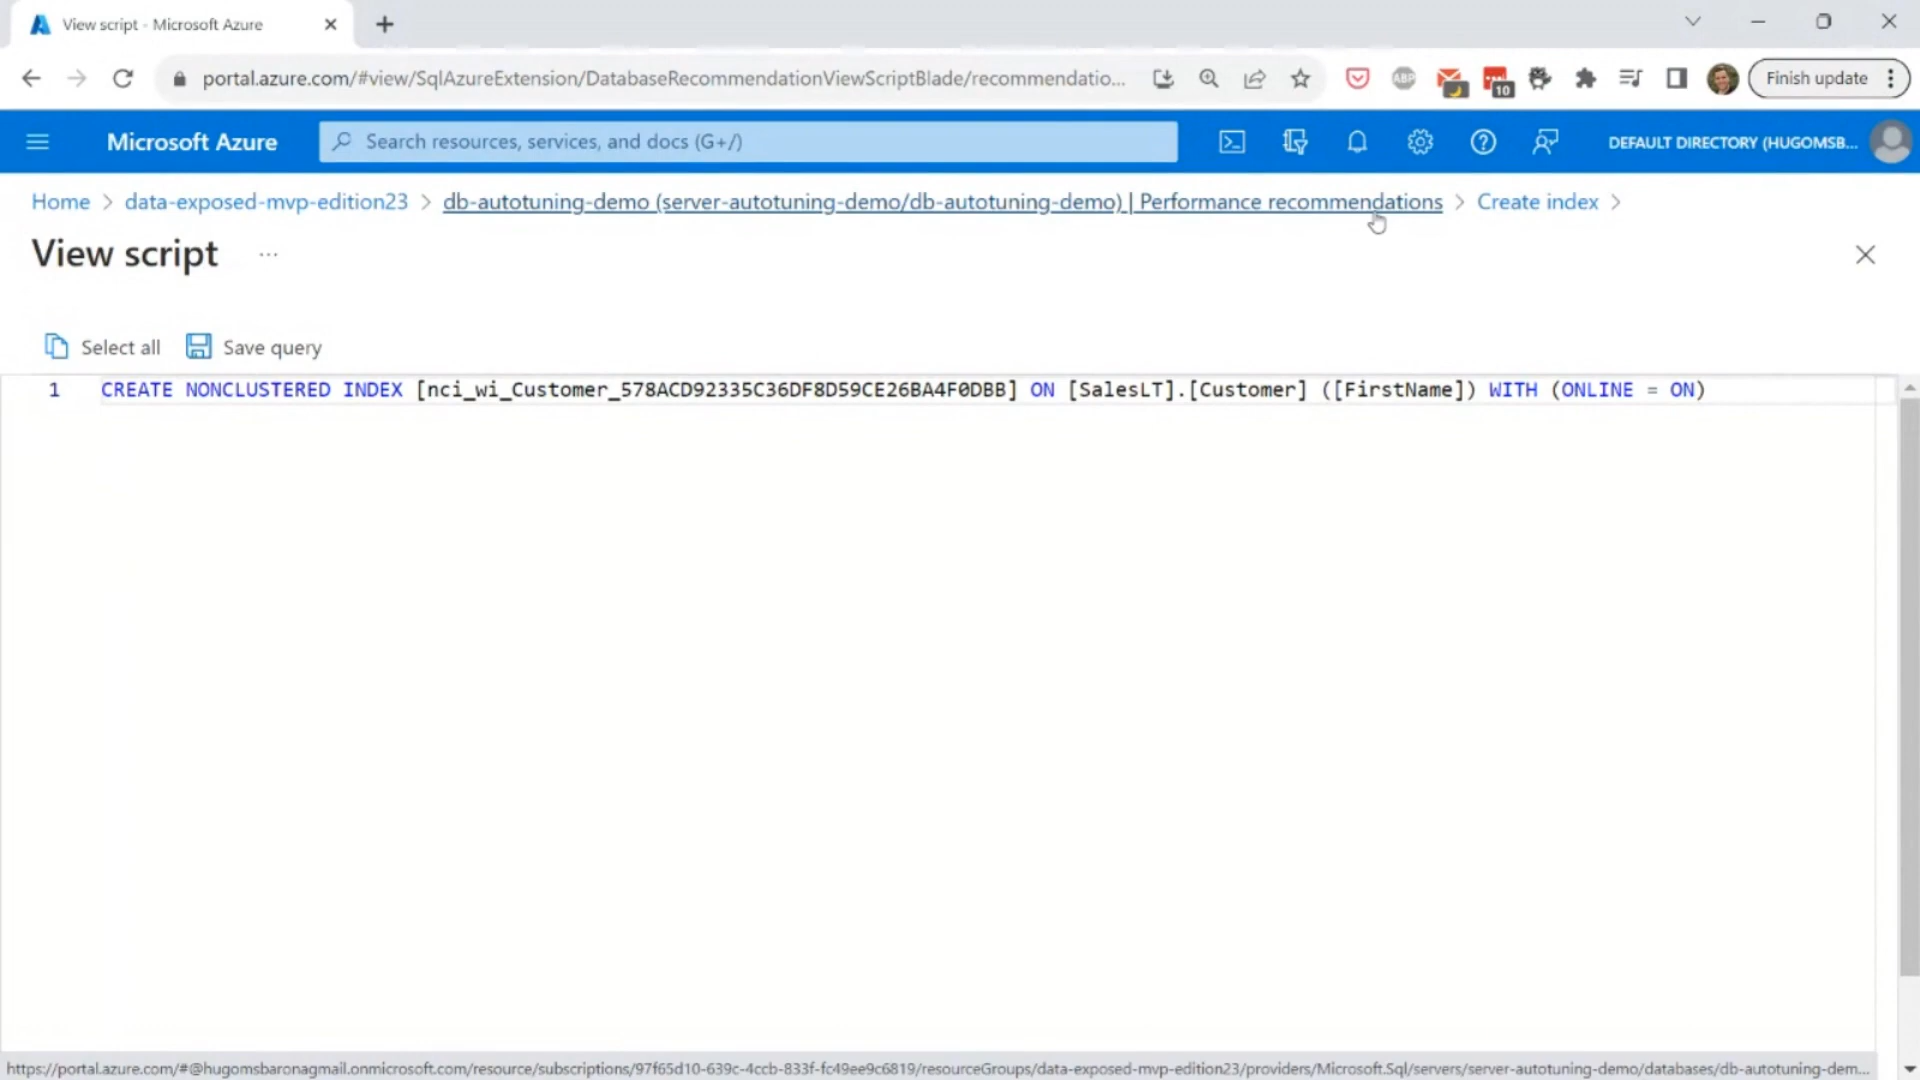 View script - Microsoft Azure
portal.azure.com/#view/SqlAzureExtension/DatabaseRecommendationViewScriptBlade/recommendatio...
ABP
10
Finish update
Microsoft Azure
Search resources, services, and docs (G+/)
DEFAULT DIRECTORY (HUGOMSB...
Home > data-exposed-mvp-edition23 > db-autotuning-demo (server-autotuning-demo/db-autotuning-demo) | Performance recommendations > Create index >
View script ...
Select all
Save query
1 CREATE NONCLUSTERED INDEX [nci_wi_Customer_578ACD92335C36DF8D59CE26BA4F0DBB] ON [SalesLT].[Customer] ([FirstName]) WITH (ONLINE = ON)
https://portal.azure.com/#@hugomsbaronagmail.onmicrosoft.com/resource/subscriptions/97f65d10-639c-4ccb-833f-fc49ee9c6819/resourceGroups/data-exposed-mvp-edition23/providers/Microsoft.Sql/servers/server-autotuning-demo/databases/db-autotuning-dem...